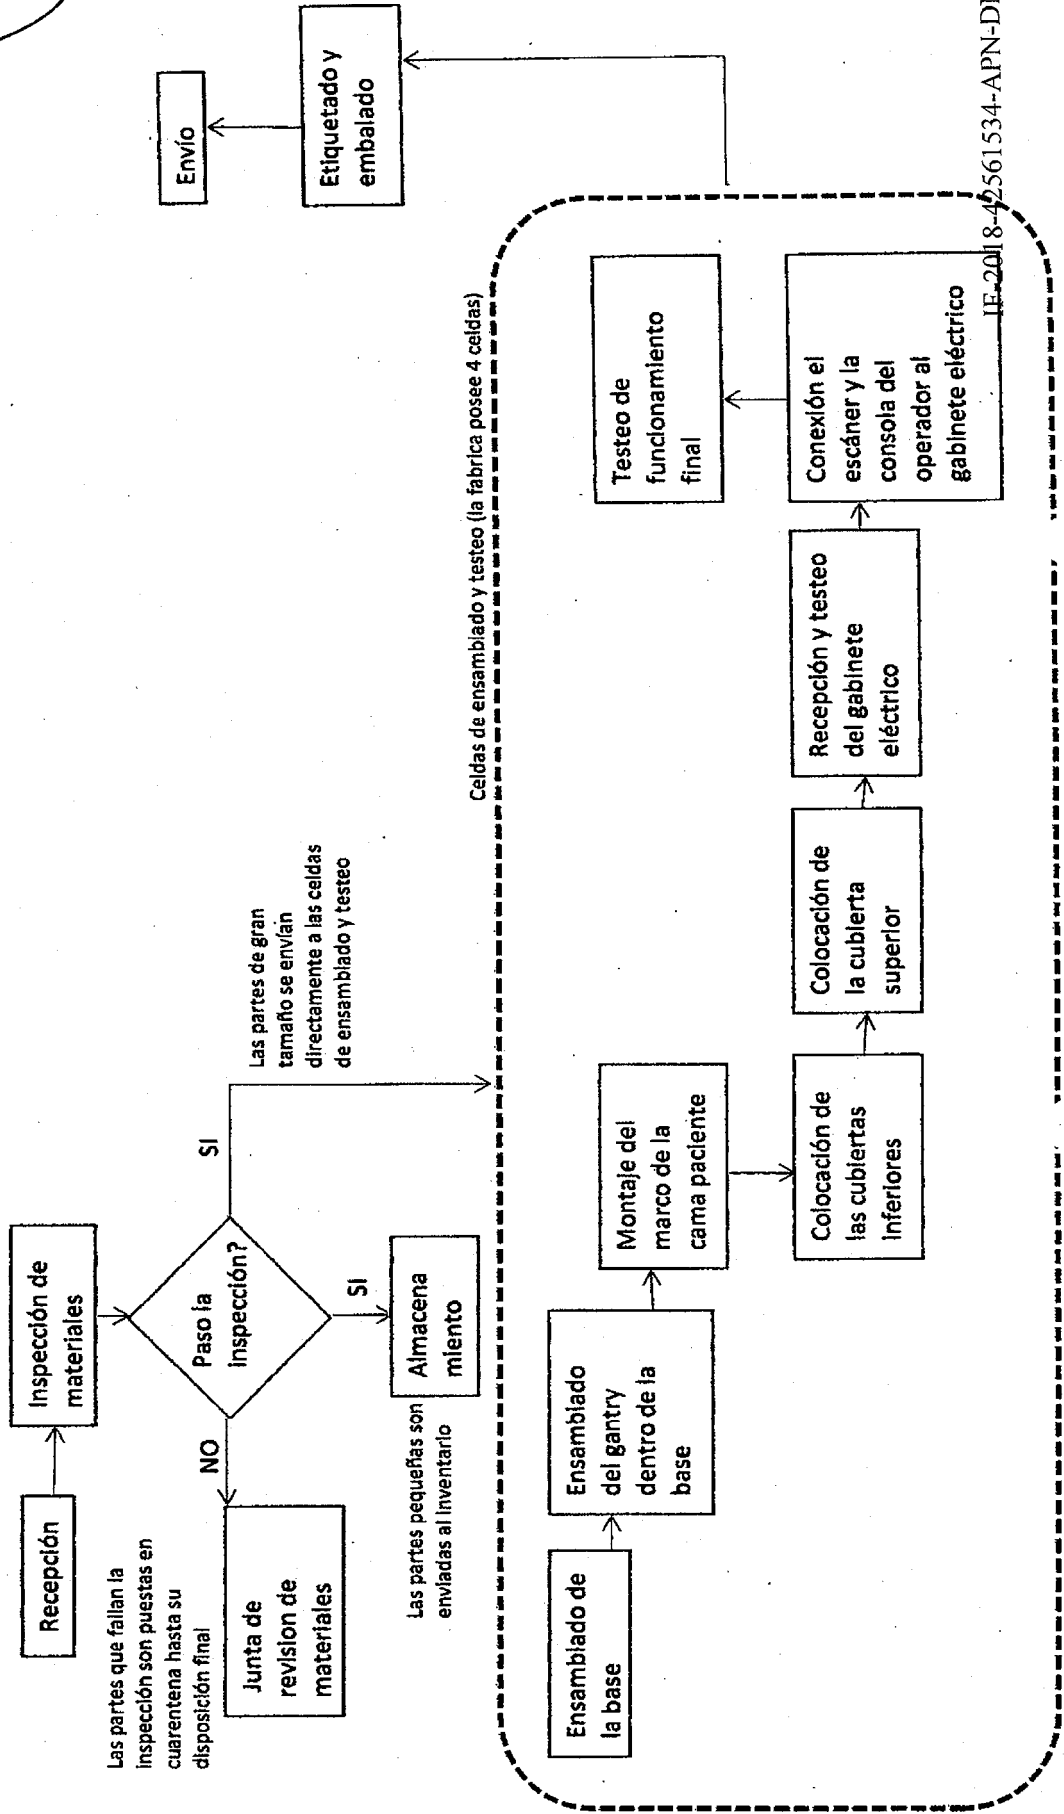 Recepción
Inspección de
materiales
Las partes que fallan la
inspección son puestas en
cuarentena hasta su
disposición final
NO
Paso la
inspección?
SI
SI
Junta de
revision de
materiales
Las partes pequeñas son
enviadas al inventario
Almacena
miento
Las partes de gran
tamaño se envían
directamente a las celdas
de ensamblado y testeo
Celdas de ensamblado y testeo (la fabrica posee 4 celdas)
Ensamblado de
la base
Ensamblado
del gantry
dentro de la
base
Montaje del
marco de la
cama paciente
Colocación de
las cubiertas
inferiores
Colocación de
la cubierta
superior
Recepción y testeo
del gabinete
eléctrico
Conexión el
escáner y la
consola del
operador al
gabinete eléctrico
Testeo de
funcionamiento
final
Etiquetado y
embalado
Envío
IF-2018-42561534-APN-D